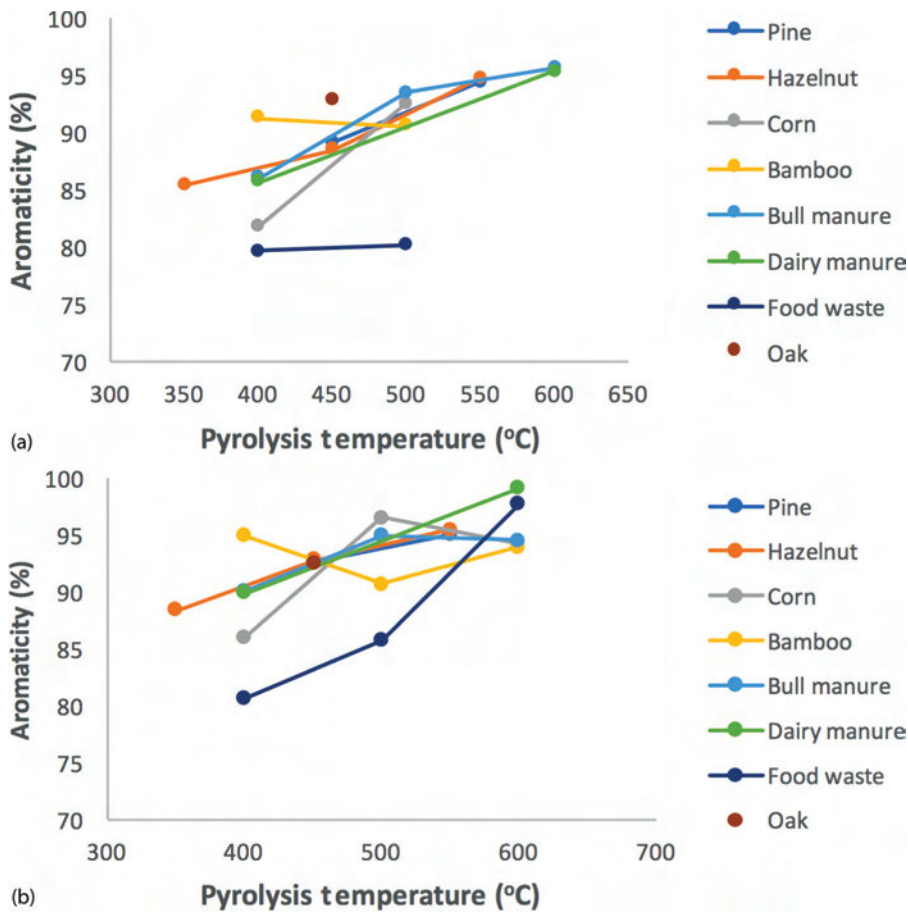 100
95
90
85
80
75
70
Aromaticity (%)
300 350 400 450 500 550 600 650
Pyrolysis temperature (ºC)
(a)
Pine
Hazelnut
Corn
Bamboo
Bull manure
Dairy manure
Food waste
Oak
100
95
90
85
80
75
70
Aromaticity (%)
300 400 500 600 700
Pyrolysis temperature (ºC)
(b)
Pine
Hazelnut
Corn
Bamboo
Bull manure
Dairy manure
Food waste
Oak